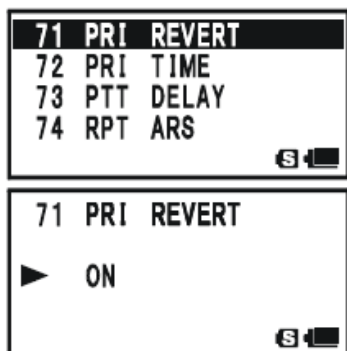 71 PRI REVERT
72 PRI TIME
73 PTT DELAY
74 RPT ARS
S
71 PRI REVERT
▶ ON
S